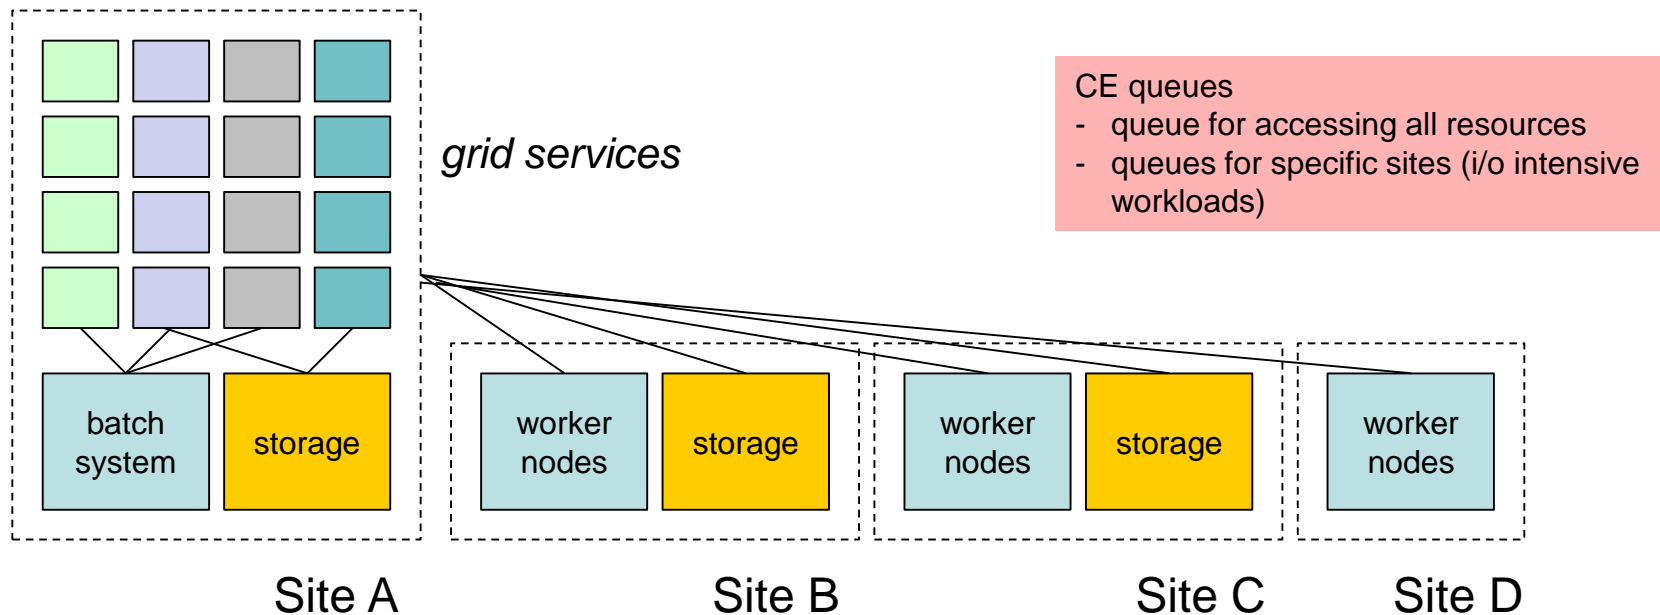 grid services
CE queues
- queue for accessing all resources
- queues for specific sites (i/o intensive
workloads)
batch
system
storage
worker
nodes
storage
worker
nodes
storage
worker
nodes
Site A
Site B
Site C
Site D